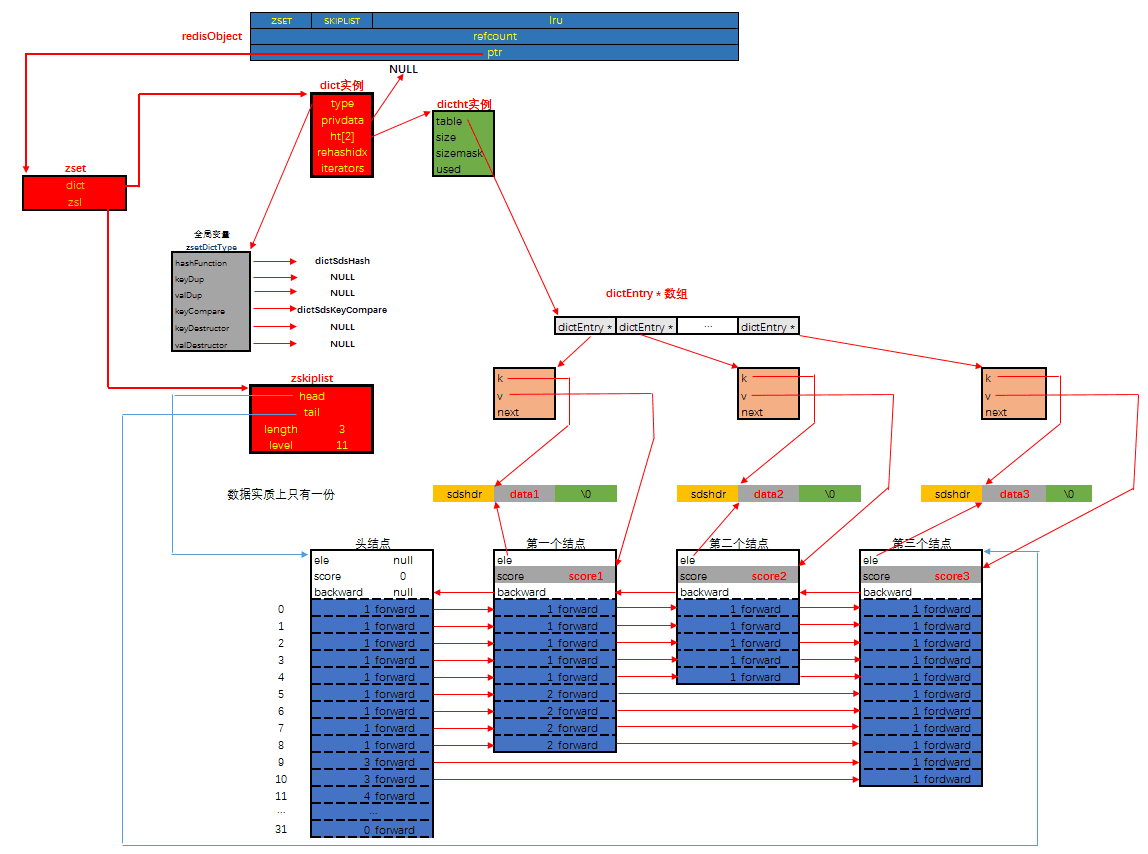 ZSET SKIPLIST lru
redisObject refcount
ptr
NULL
dict实例
type
privdata
ht[2]
rehashidx
iterators
dictht实例
table
size
sizemask
used
zset
dict
zsl
全局变量
zsetDictType
hashFunction dictSdsHash
keyDup NULL
valDup NULL
keyCompare dictSdsKeyCompare
keyDestructor NULL
valDestructor NULL
dictEntry * 数组
dictEntry * dictEntry * ... dictEntry *
k
v
next
k
v
next
k
v
next
zskiplist
head
tail
length 3
level 11
数据实质上只有一份
sdshdr data1 \0
sdshdr data2 \0
sdshdr data3 \0
头结点 第一个结点 第二个结点 第三个结点
ele null ele ele ele
score 0 score score1 score score2 score score3
backward null backward backward backward
0 1 forward 1 forward 1 forward 1 fordward
1 1 forward 1 forward 1 forward 1 fordward
2 1 forward 1 forward 1 forward 1 fordward
3 1 forward 1 forward 1 forward 1 fordward
4 1 forward 1 forward 1 forward 1 fordward
5 1 forward 2 forward 1 fordward
6 1 forward 2 forward 1 fordward
7 1 forward 2 forward 1 fordward
8 1 forward 2 forward 1 fordward
9 3 forward 1 fordward
10 3 forward 1 fordward
11 4 forward
... ...
31 0 forward